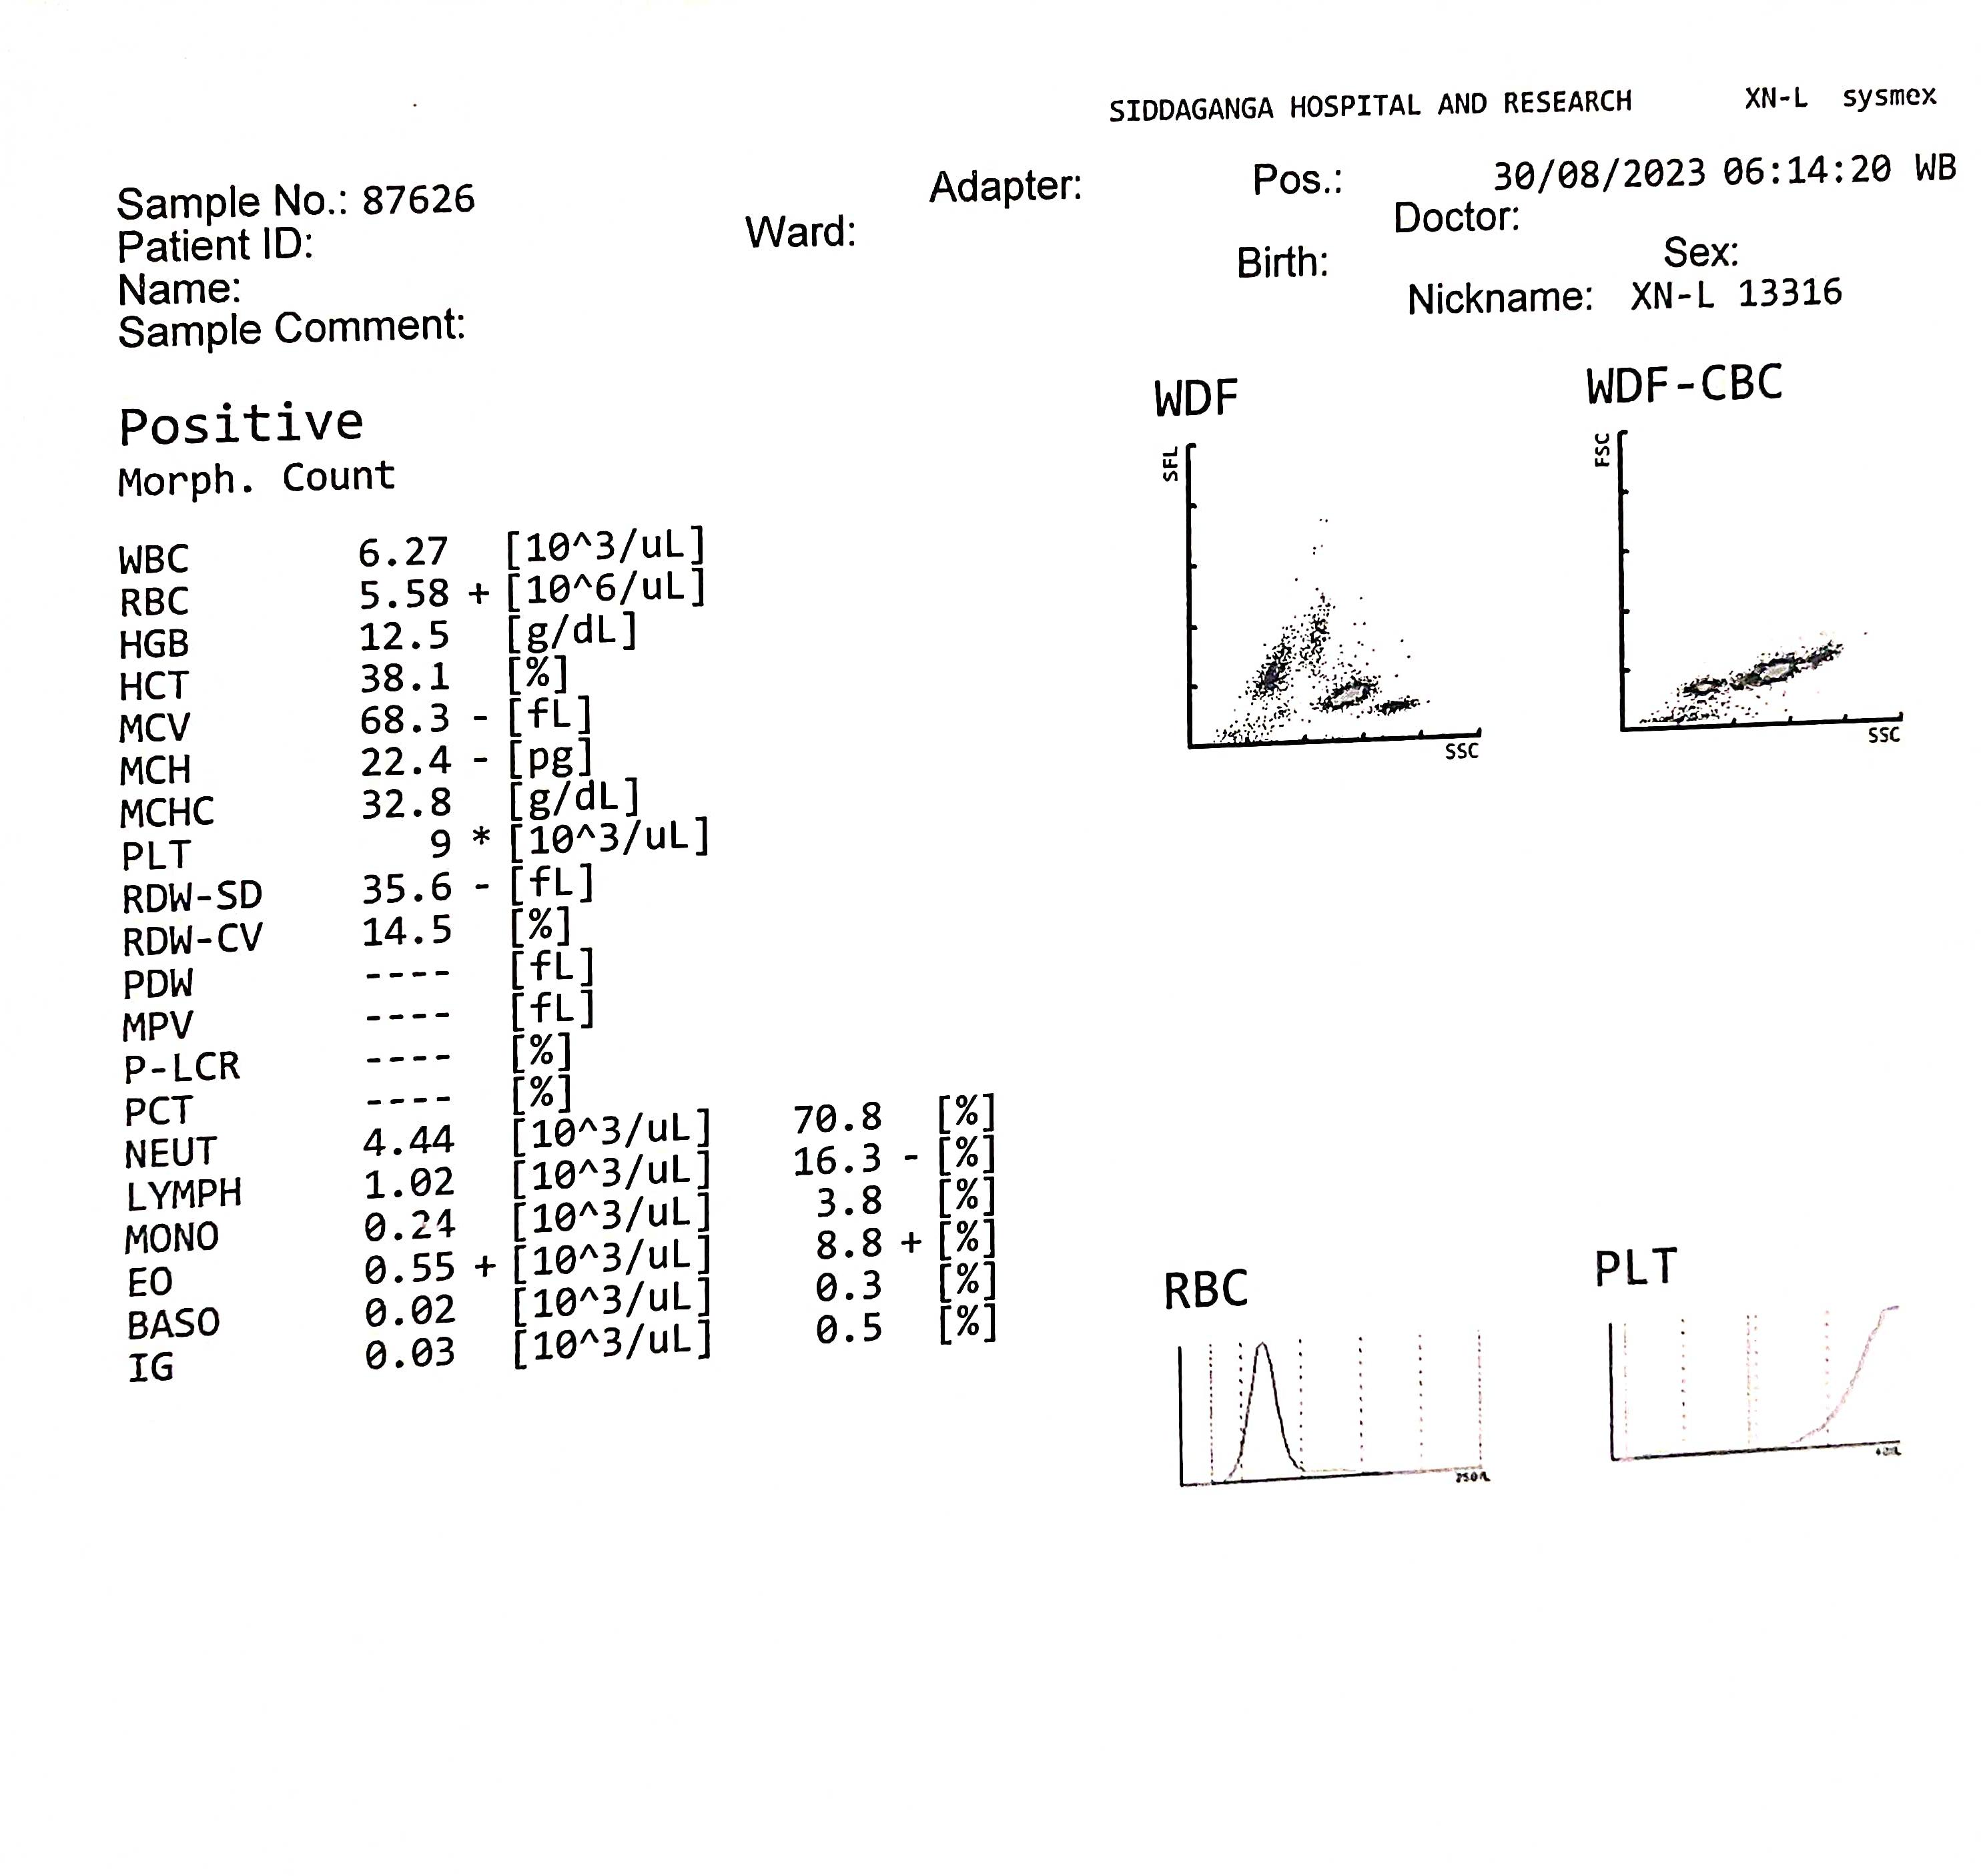 SIDDAGANGA HOSPITAL AND RESEARCH XN-L sysmex
Sample No.: 87626 Adapter: Pos.: 30/08/2023 06:14:20 WB
Patient ID: Ward: Doctor:
Name: Birth: Sex:
Sample Comment: Nickname: XN-L 13316
Positive
Morph. Count
WBC 6.27 [10^3/uL]
RBC 5.58 + [10^6/uL]
HGB 12.5 [g/dL]
HCT 38.1 [%]
MCV 68.3 - [fL]
MCH 22.4 - [pg]
MCHC 32.8 [g/dL]
PLT 9 * [10^3/uL]
RDW-SD 35.6 - [fL]
RDW-CV 14.5 [%]
PDW ---- [fL]
MPV ---- [fL]
P-LCR ---- [%]
PCT ---- [%]
NEUT 4.44 [10^3/uL] 70.8 [%]
LYMPH 1.02 [10^3/uL] 16.3 - [%]
MONO 0.24 [10^3/uL] 3.8 [%]
EO 0.55 + [10^3/uL] 8.8 + [%]
BASO 0.02 [10^3/uL] 0.3 [%]
IG 0.03 [10^3/uL] 0.5 [%]
WDF
SFL
SSC
WDF-CBC
FSC
SSC
RBC
PLT